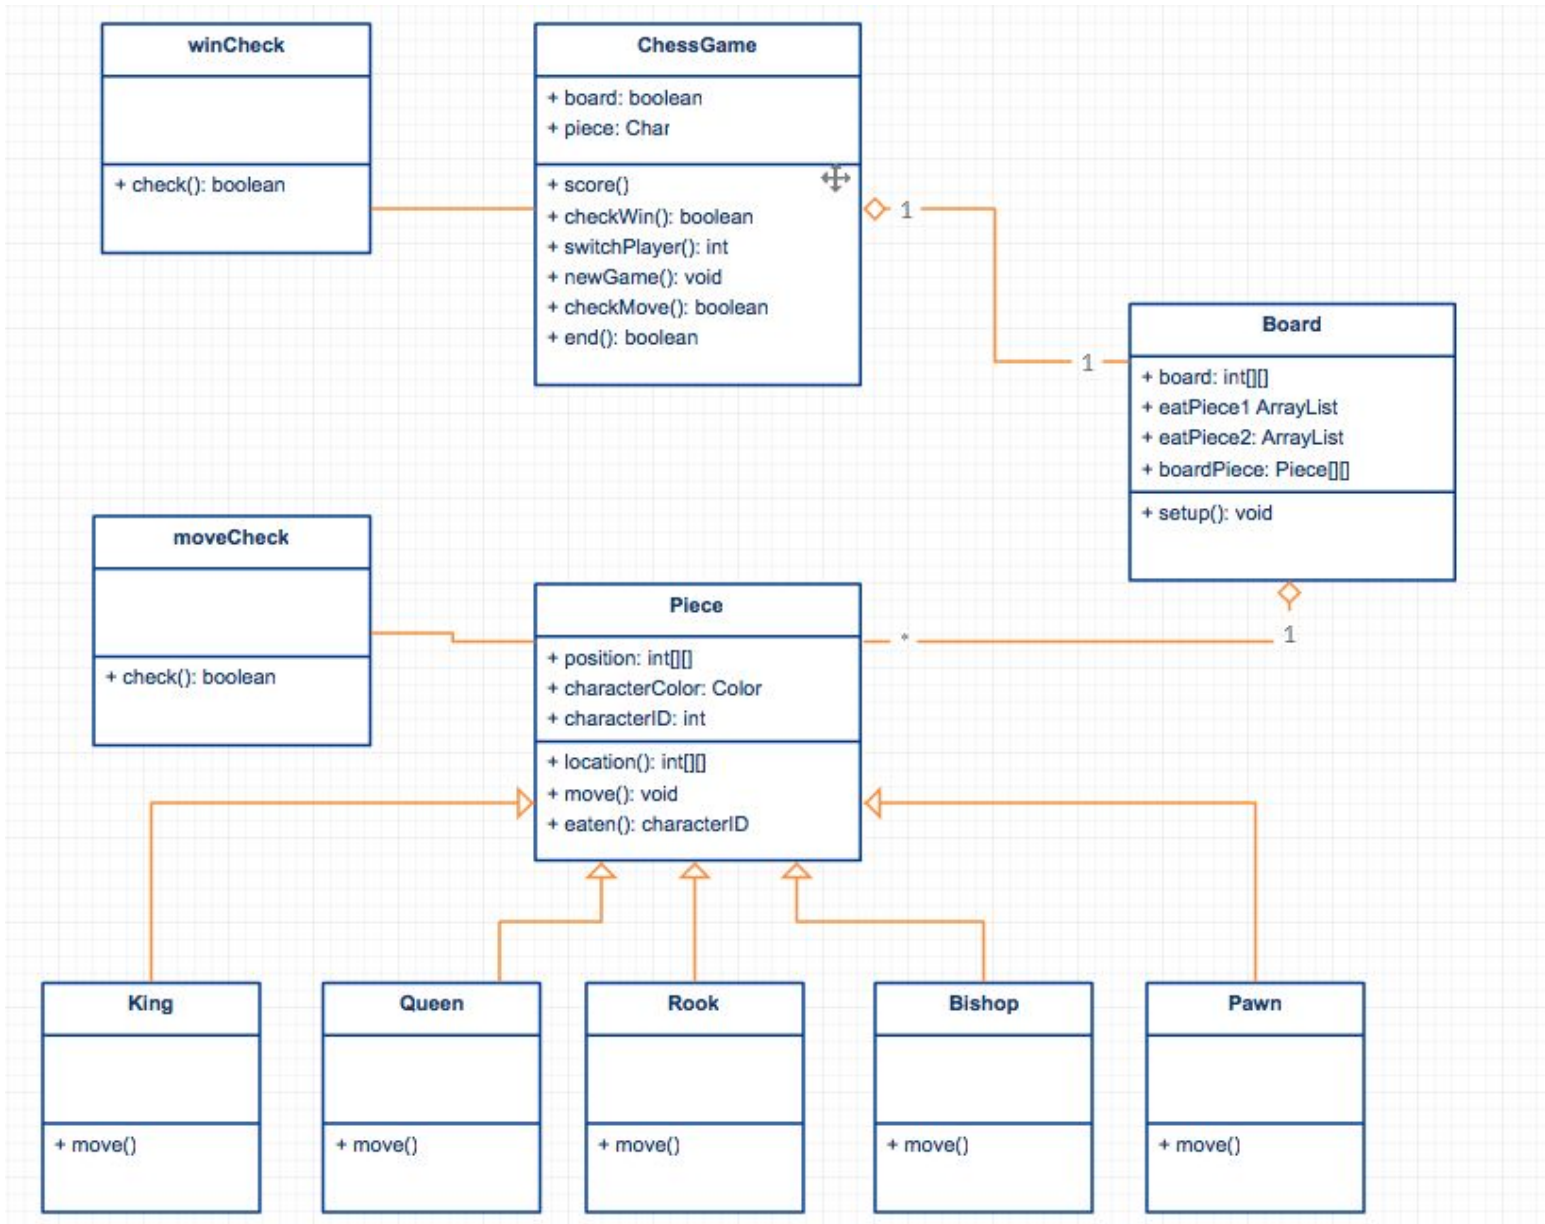 winCheck
+ check(): boolean
ChessGame
+ board: boolean
+ piece: Char
+ score()
+ checkWin(): boolean
+ switchPlayer(): int
+ newGame(): void
+ checkMove(): boolean
+ end(): boolean
1
1
Board
+ board: int[][]
+ eatPiece1 ArrayList
+ eatPiece2: ArrayList
+ boardPiece: Piece[][]
+ setup(): void
1
*
moveCheck
+ check(): boolean
Piece
+ position: int[][]
+ characterColor: Color
+ characterID: int
+ location(): int[][]
+ move(): void
+ eaten(): characterID
King
+ move()
Queen
+ move()
Rook
+ move()
Bishop
+ move()
Pawn
+ move()